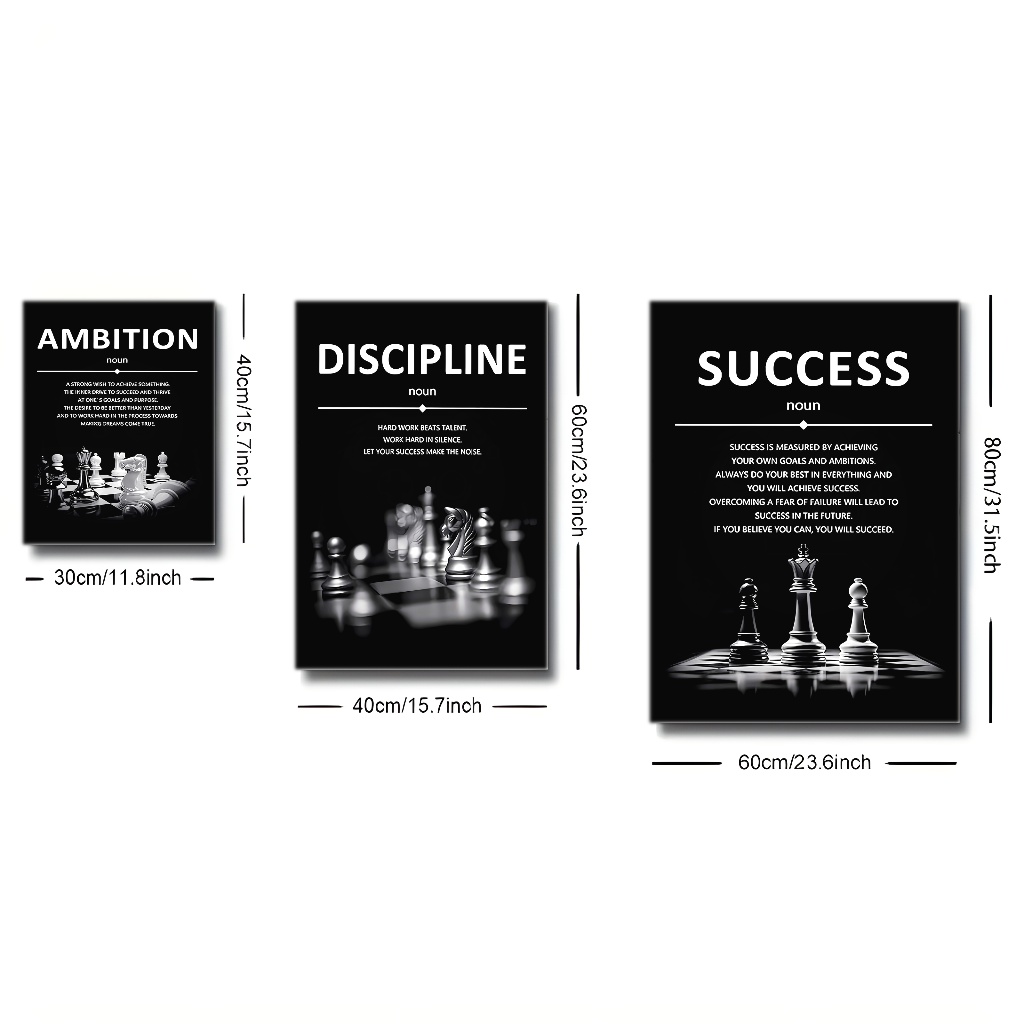 AMBITION
noun
A STRONG WISH TO ACHIEVE SOMETHING.
THE INNER DRIVE TO SUCCEED AND THRIVE
AT ONE'S GOALS AND PURPOSE.
THE DESIRE TO BE BETTER THAN YESTERDAY
AND TO WORK HARD IN THE PROCESS TOWARDS
MAKING DREAMS COME TRUE.
40cm/15.7inch
30cm/11.8inch
DISCIPLINE
noun
HARD WORK BEATS TALENT.
WORK HARD IN SILENCE.
LET YOUR SUCCESS MAKE THE NOISE.
60cm/23.6inch
40cm/15.7inch
SUCCESS
noun
SUCCESS IS MEASURED BY ACHIEVING
YOUR OWN GOALS AND AMBITIONS.
ALWAYS DO YOUR BEST IN EVERYTHING AND
YOU WILL ACHIEVE SUCCESS.
OVERCOMING A FEAR OF FAILURE WILL LEAD TO
SUCCESS IN THE FUTURE.
IF YOU BELIEVE YOU CAN, YOU WILL SUCCEED.
80cm/31.5inch
60cm/23.6inch